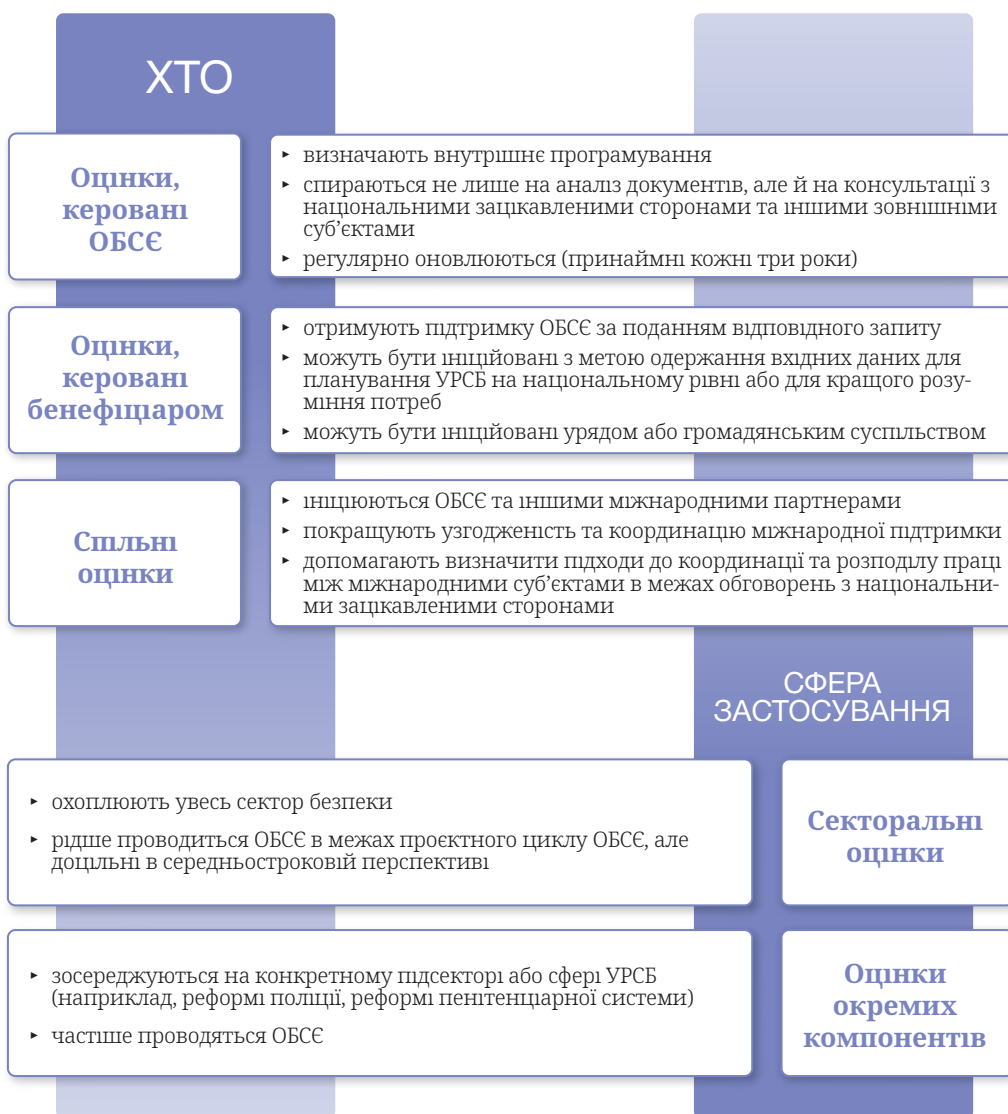 ХТО
Оцінки,
керовані
ОБСЄ
▸ визначають внутрішнє програмування
▸ спираються не лише на аналіз документів, але й на консультації з
національними зацікавленими сторонами та іншими зовнішніми
суб’єктами
▸ регулярно оновлюються (принаймні кожні три роки)
Оцінки,
керовані
бенефіціаром
▸ отримують підтримку ОБСЄ за поданням відповідного запиту
▸ можуть бути ініційовані з метою одержання вхідних даних для
планування УРСБ на національному рівні або для кращого розу-
міння потреб
▸ можуть бути ініційовані урядом або громадянським суспільством
Спільні
оцінки
▸ ініціюються ОБСЄ та іншими міжнародними партнерами
▸ покращують узгодженість та координацію міжнародної підтримки
▸ допомагають визначити підходи до координації та розподілу праці
між міжнародними суб’єктами в межах обговорень з національни-
ми зацікавленими сторонами
СФЕРА
ЗАСТОСУВАННЯ
▸ охоплюють увесь сектор безпеки
▸ рідше проводиться ОБСЄ в межах проєктного циклу ОБСЄ, але
доцільні в середньостроковій перспективі
Секторальні
оцінки
▸ зосереджуються на конкретному підсекторі або сфері УРСБ
(наприклад, реформі поліції, реформі пенітенціарної системи)
▸ частіше проводяться ОБСЄ
Оцінки
окремих
компонентів